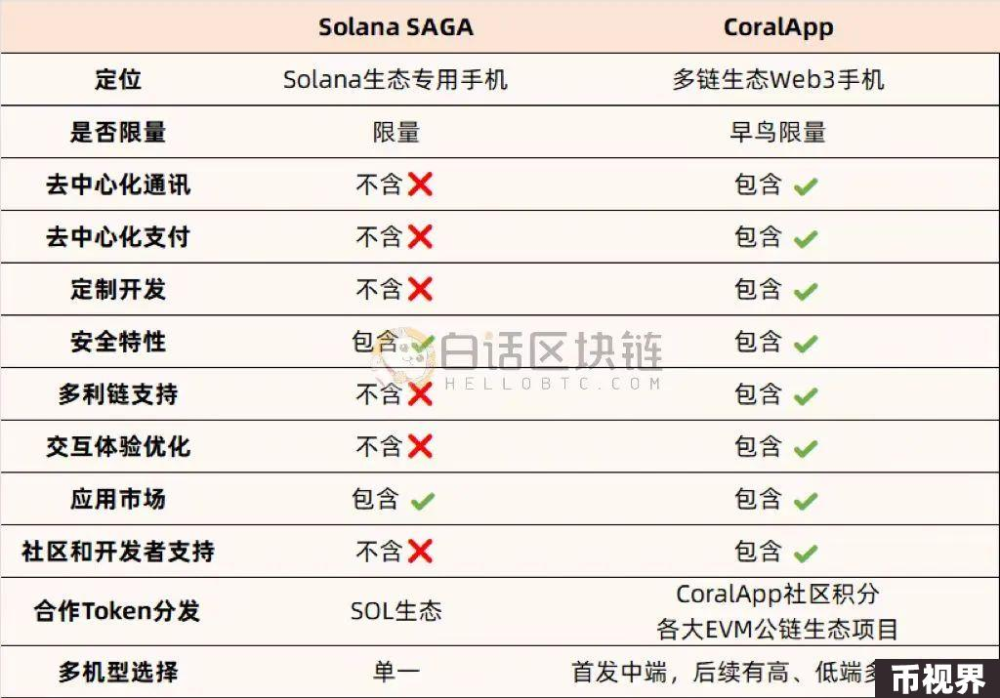 Solana SAGA CoralApp
定位 Solana生态专用手机 多链生态Web3手机
是否限量 限量 早鸟限量
去中心化通讯 不含❌ 包含 ✔
去中心化支付 不含❌ 包含 ✔
定制开发 不含❌ 包含 ✔
安全特性 包含 ✔ 包含 ✔
白话区块链
HELLOBTC.COM
多利链支持 不含❌ 包含 ✔
交互体验优化 不含❌ 包含 ✔
应用市场 包含 ✔ 包含 ✔
社区和开发者支持 不含❌ 包含 ✔
合作Token分发 SOL生态 CoralApp社区积分
各大EVM公链生态项目
多机型选择 单一 首发中端，后续有高、低端
币视界